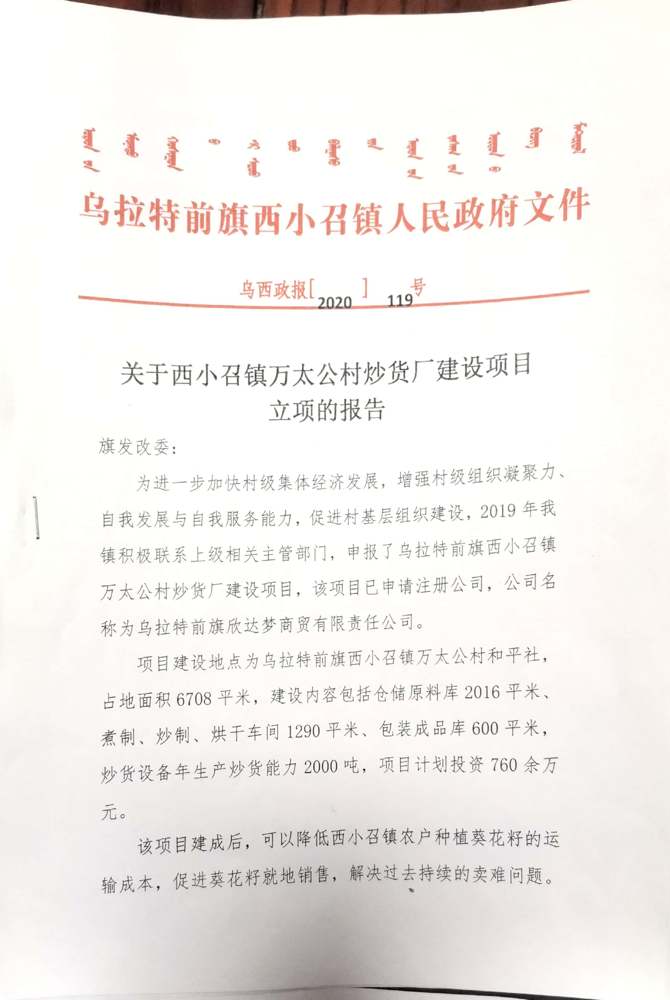 乌拉特前旗西小召镇人民政府文件
乌西政报[2020]119号
关于西小召镇万太公村炒货厂建设项目
立项的报告
旗发改委：
为进一步加快村级集体经济发展，增强村级组织凝聚力、
自我发展与自我服务能力，促进村基层组织建设，2019年我
镇积极联系上级相关主管部门，申报了乌拉特前旗西小召镇
万太公村炒货厂建设项目，该项目已申请注册公司，公司名
称为乌拉特前旗欣达梦商贸有限责任公司。
项目建设地点为乌拉特前旗西小召镇万太公村和平社，
占地面积6708平米，建设内容包括仓储原料库2016平米、
煮制、炒制、烘干车间1290平米、包装成品库600平米，
炒货设备年生产炒货能力2000吨，项目计划投资760余万
元。
该项目建成后，可以降低西小召镇农户种植葵花籽的运
输成本，促进葵花籽就地销售，解决过去持续的卖难问题。